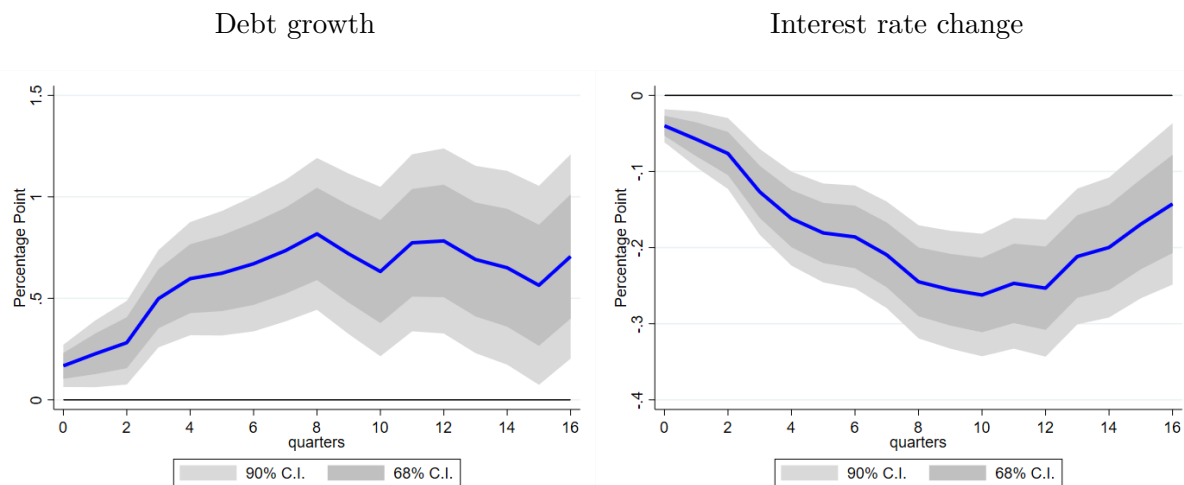 Debt growth
Percentage Point
1.5
1
.5
0
0 2 4 6 8 10 12 14 16
quarters
90% C.I. 68% C.I.
Interest rate change
Percentage Point
0
-.1
-.2
-.3
-.4
0 2 4 6 8 10 12 14 16
quarters
90% C.I. 68% C.I.